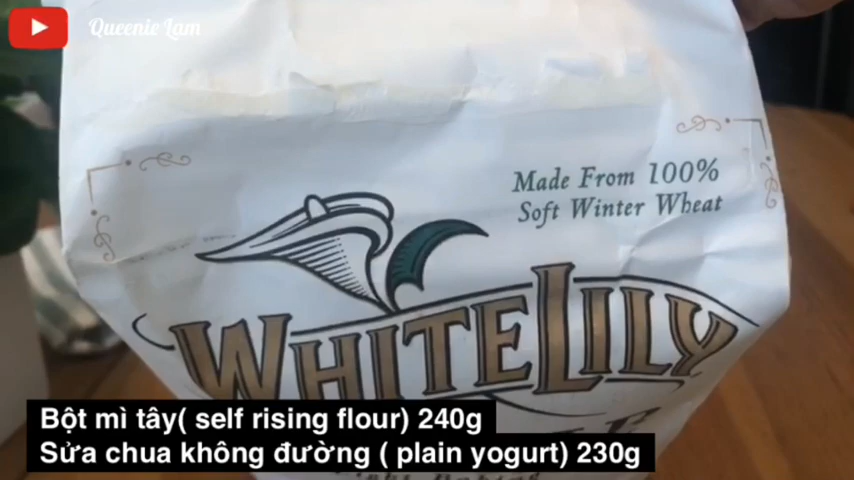 Queenie Lam
Made From 100%
Soft Winter Wheat
WHITE LILY
Bột mì tây( self rising flour) 240g
Sửa chua không đường ( plain yogurt) 230g